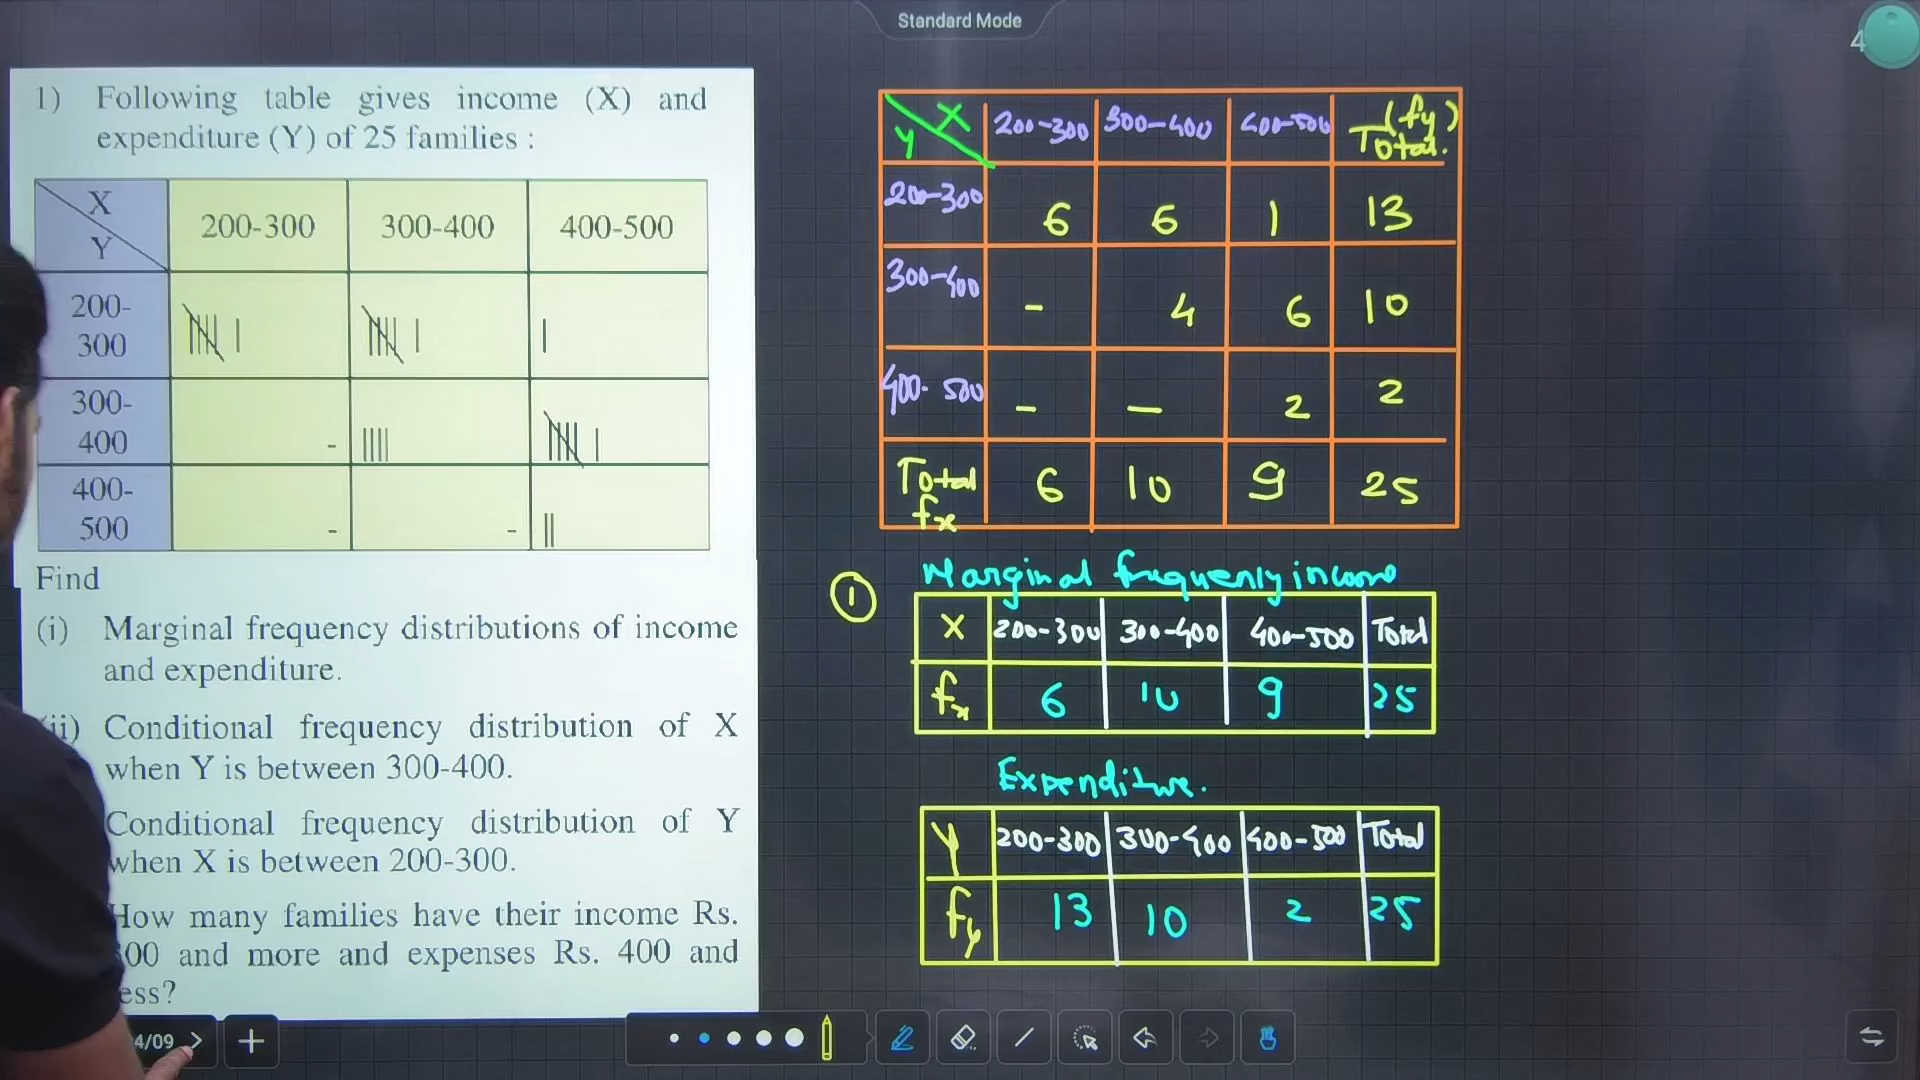 Standard Mode
4
1) Following table gives income (X) and
expenditure (Y) of 25 families :
X
Y
200-300 300-400 400-500
200-
300
300-
400 -
400-
500 - -
Find
(i) Marginal frequency distributions of income
and expenditure.
ii) Conditional frequency distribution of X
when Y is between 300-400.
Conditional frequency distribution of Y
when X is between 200-300.
How many families have their income Rs.
00 and more and expenses Rs. 400 and
ess?
4/09
X
Y
200-300 300-400 400-500 (fy) Total.
200-300 6 6 1 13
300-400 - 4 6 10
400-500 - - 2 2
Total fx 6 10 9 25
1 Marginal frequency income
X 200-300 300-400 400-500 Total
fx 6 10 9 25
Expenditure.
Y 200-300 300-400 400-500 Total
fy 13 10 2 25